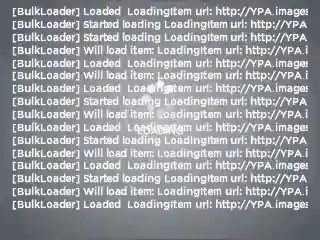 [BulkLoader] Loaded LoadingItem url: http://YPA.images
[BulkLoader] Started loading LoadingItem url: http://YPA
[BulkLoader] Started loading LoadingItem url: http://YPA
[BulkLoader] Will load item: LoadingItem url: http://YPA.i
[BulkLoader] Loaded LoadingItem url: http://YPA.images
[BulkLoader] Will load item: LoadingItem url: http://YPA.i
[BulkLoader] Loaded LoadingItem url: http://YPA.images
[BulkLoader] Started loading LoadingItem url: http://YPA
[BulkLoader] Will load item: LoadingItem url: http://YPA.i
[BulkLoader] Loaded LoadingItem url: http://YPA.images
LOADING
[BulkLoader] Started loading LoadingItem url: http://YPA
[BulkLoader] Will load item: LoadingItem url: http://YPA.i
[BulkLoader] Loaded LoadingItem url: http://YPA.images
[BulkLoader] Started loading LoadingItem url: http://YPA
[BulkLoader] Will load item: LoadingItem url: http://YPA.i
[BulkLoader] Loaded LoadingItem url: http://YPA.images